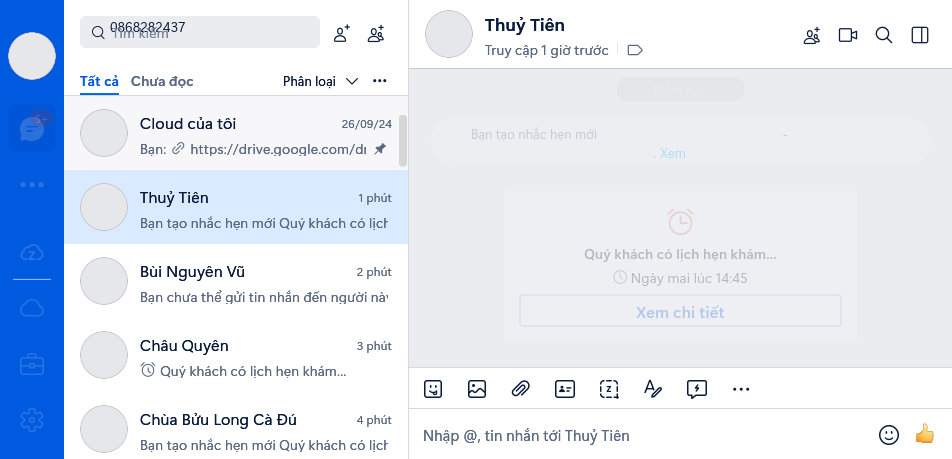 0868282437
Tìm kiếm
Tất cả
Chưa đọc
Phân loại
5+
Cloud của tôi
26/09/24
Bạn: https://drive.google.com/dr
Thuỷ Tiên
1 phút
Bạn tạo nhắc hẹn mới Quý khách có lịch
Bùi Nguyên Vũ
2 phút
Bạn chưa thể gửi tin nhắn đến người này
Châu Quyên
3 phút
Quý khách có lịch hẹn khám...
Chùa Bửu Long Cà Đú
4 phút
Bạn tạo nhắc hẹn mới Quý khách có lịch
Thuỷ Tiên
Truy cập 1 giờ trước
Bạn tạo nhắc hẹn mới -
. Xem
Quý khách có lịch hẹn khám...
Ngày mai lúc 14:45
Xem chi tiết
Nhập @, tin nhắn tới Thuỷ Tiên